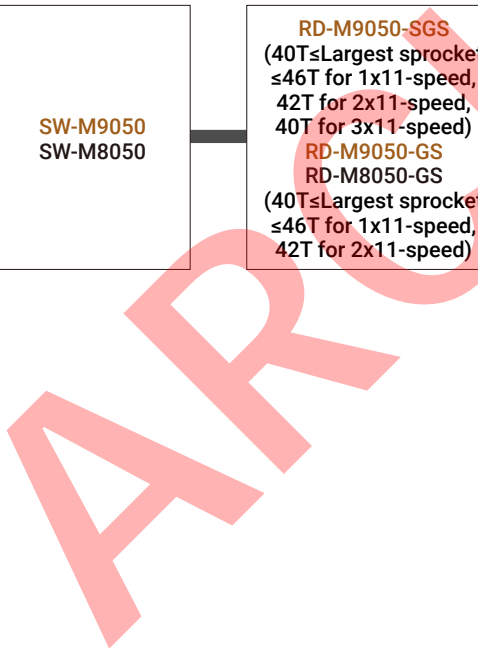 SW-M9050
SW-M8050
RD-M9050-SGS
(40T≤Largest sprocket
≤46T for 1x11-speed,
42T for 2x11-speed,
40T for 3x11-speed)
RD-M9050-GS
RD-M8050-GS
(40T≤Largest sprocket
≤46T for 1x11-speed,
42T for 2x11-speed)
ARC